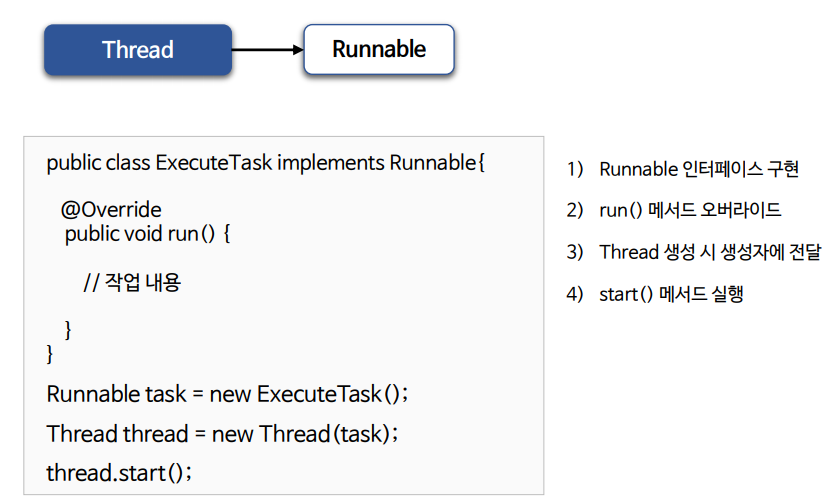 Thread
Runnable
public class ExecuteTask implements Runnable{
@Override
public void run() {
// 작업 내용
}
}
Runnable task = new ExecuteTask();
Thread thread = new Thread(task);
thread.start();
1) Runnable 인터페이스 구현
2) run() 메서드 오버라이드
3) Thread 생성 시 생성자에 전달
4) start() 메서드 실행